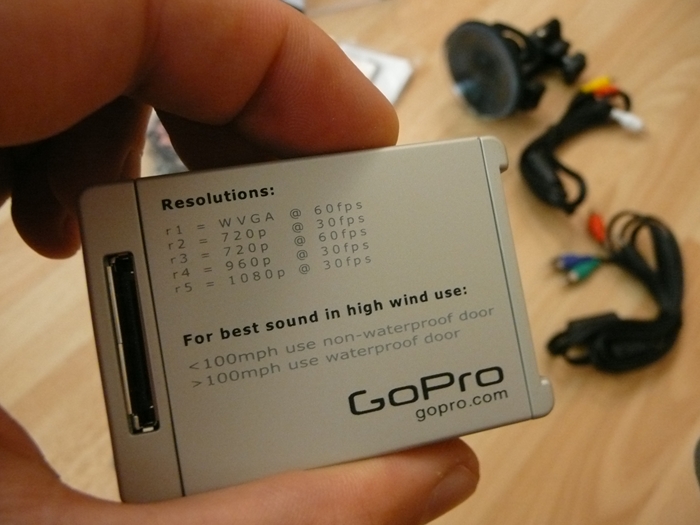 Resolutions:
r1 = WVGA @ 60fps
r2 = 720p @ 30fps
r3 = 720p @ 60fps
r4 = 960p @ 30fps
r5 = 1080p @ 30fps
For best sound in high wind use:
<100mph use non-waterproof door
>100mph use waterproof door
GoPro
gopro.com